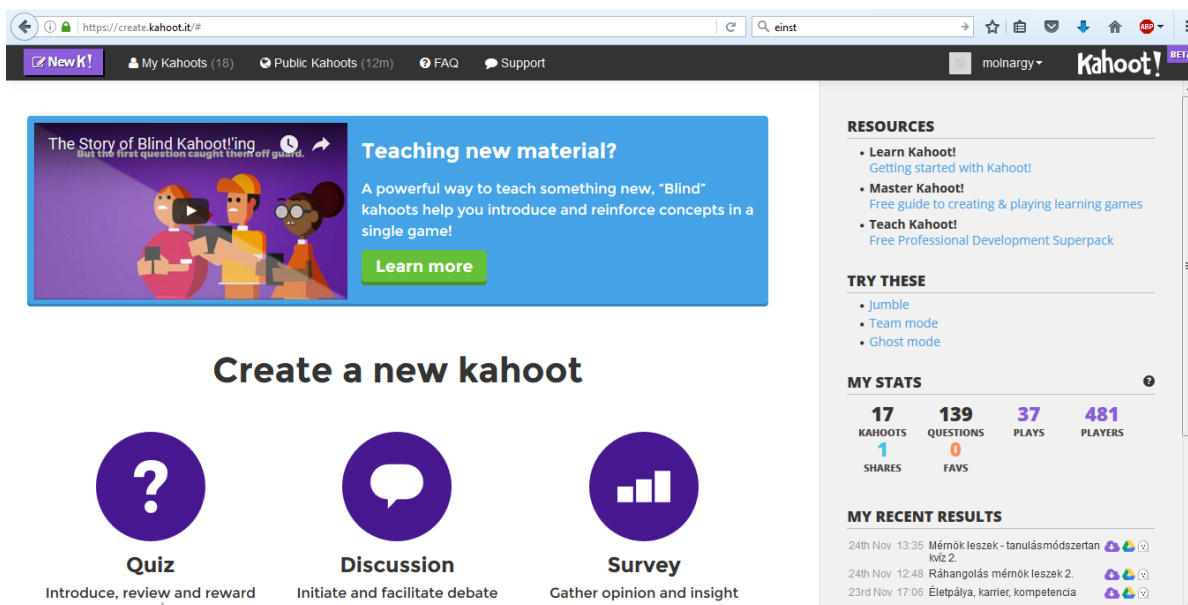 https://create.kahoot.it/#
einst
ABP
New K!
My Kahoots (18)
Public Kahoots (12m)
FAQ
Support
molnargy
Kahoot!
BETA
The Story of Blind Kahoot!'ing
But the first question caught them off guard.
Teaching new material?
A powerful way to teach something new, "Blind"
kahoots help you introduce and reinforce concepts in a
single game!
Learn more
Create a new kahoot
Quiz
Introduce, review and reward
Discussion
Initiate and facilitate debate
Survey
Gather opinion and insight
RESOURCES
• Learn Kahoot!
Getting started with Kahoot!
• Master Kahoot!
Free guide to creating & playing learning games
• Teach Kahoot!
Free Professional Development Superpack
TRY THESE
• Jumble
• Team mode
• Ghost mode
MY STATS
17
KAHOOTS
139
QUESTIONS
37
PLAYS
481
PLAYERS
1
SHARES
0
FAVS
MY RECENT RESULTS
24th Nov 13:35 Mérnök leszek - tanulásmódszertan
kvíz 2.
24th Nov 12:48 Ráhangolás mérnök leszek 2.
23rd Nov 17:06 Életpálya, karrier, kompetencia